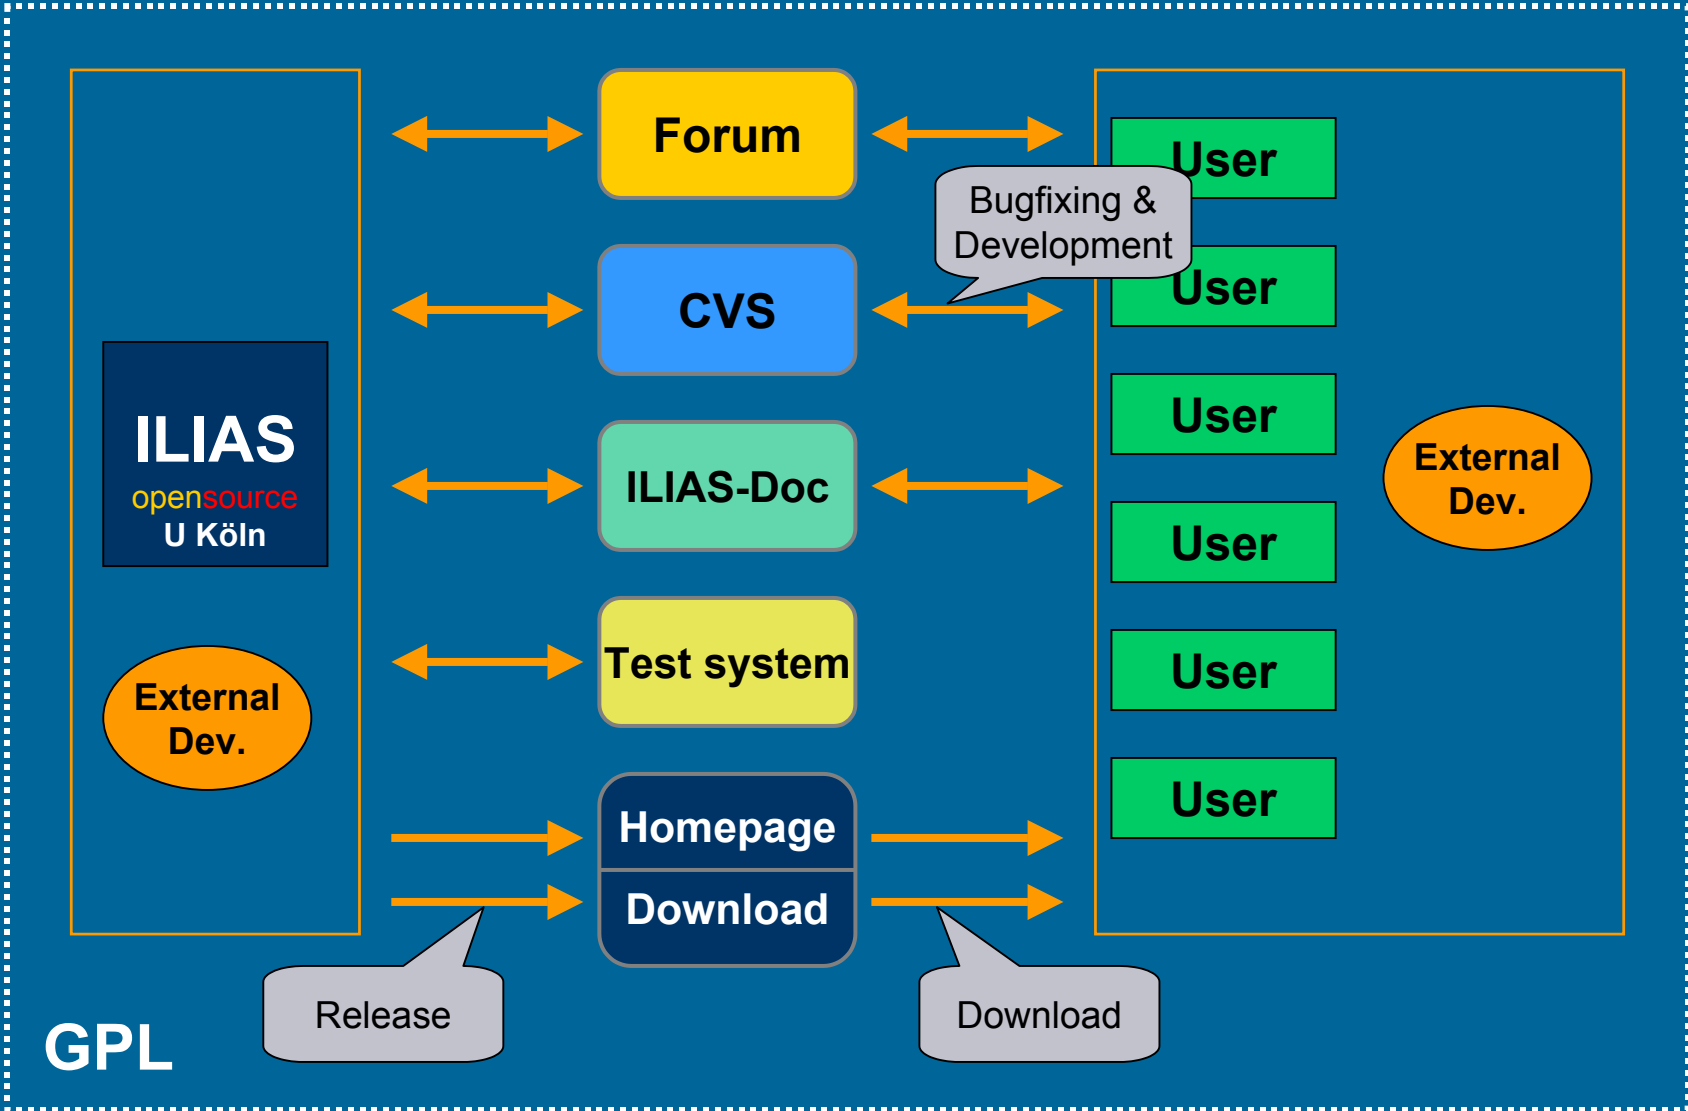 Forum
User
Bugfixing &
Development
CVS
User
ILIAS
opensource
U Köln
ILIAS-Doc
User
External
Dev.
User
Test system
User
External
Dev.
Homepage
User
Download
Release
Download
GPL